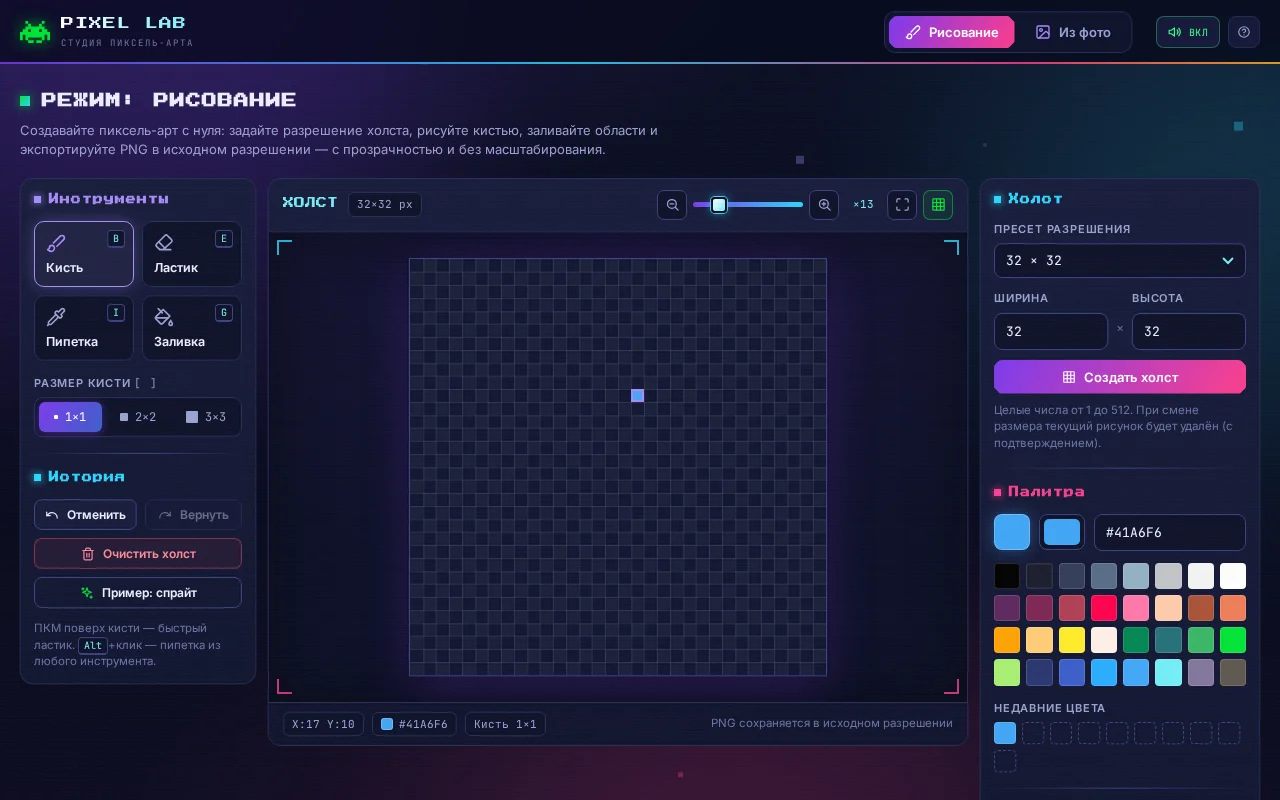 PIXEL LAB
СТУДИЯ ПИКСЕЛЬ-АРТА
Рисование
Из фото
ВКЛ
РЕЖИМ: РИСОВАНИЕ
Создавайте пиксель-арт с нуля: задайте разрешение холста, рисуйте кистью, заливайте области и
экспортируйте PNG в исходном разрешении — с прозрачностью и без масштабирования.
Инструменты
B
Кисть
E
Ластик
I
Пипетка
G
Заливка
РАЗМЕР КИСТИ [ ]
1×1
2×2
3×3
История
Отменить
Вернуть
Очистить холст
Пример: спрайт
ПКМ поверх кисти — быстрый
ластик. Alt+клик — пипетка из
любого инструмента.
ХОЛСТ
32×32 px
×13
X:17 Y:10
#41A6F6
Кисть 1×1
PNG сохраняется в исходном разрешении
Холст
ПРЕСЕТ РАЗРЕШЕНИЯ
32 × 32
ШИРИНА
ВЫСОТА
32
×
32
Создать холст
Целые числа от 1 до 512. При смене
размера текущий рисунок будет удалён (с
подтверждением).
Палитра
#41A6F6
НЕДАВНИЕ ЦВЕТА